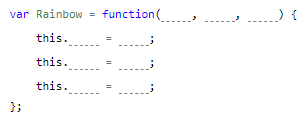 var Rainbow = function(_____, _____, _____) {
this._____ = _____;
this._____ = _____;
this._____ = _____;
};